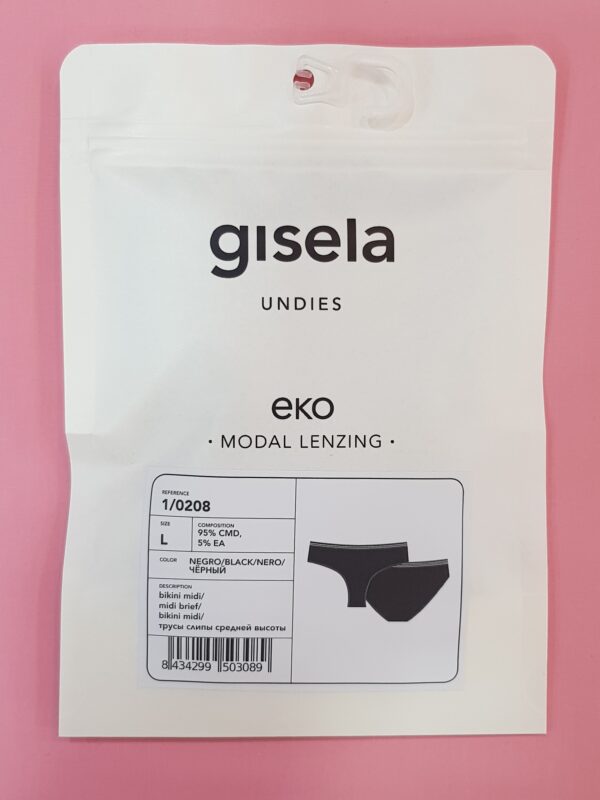 gisela
UNDIES
eko
· MODAL LENZING ·
REFERENCE
1/0208
SIZE
L
COMPOSITION
95% CMD,
5% EA
COLOR
NEGRO/BLACK/NERO/
ЧЁРНЫЙ
DESCRIPTION
bikini midi/
midi brief/
bikini midi/
трусы слипы средней высоты
8 434299 503089